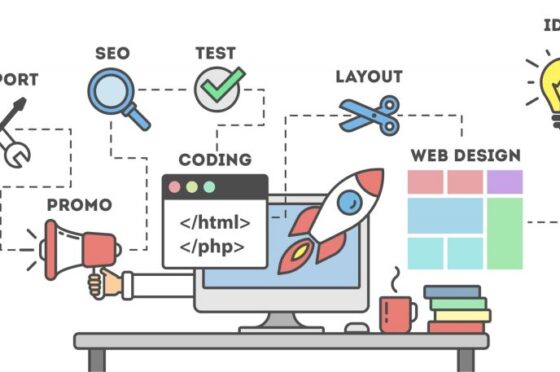 ID
SEO
TEST
PORT
LAYOUT
CODING
WEB DESIGN
PROMO
</html>
</php>